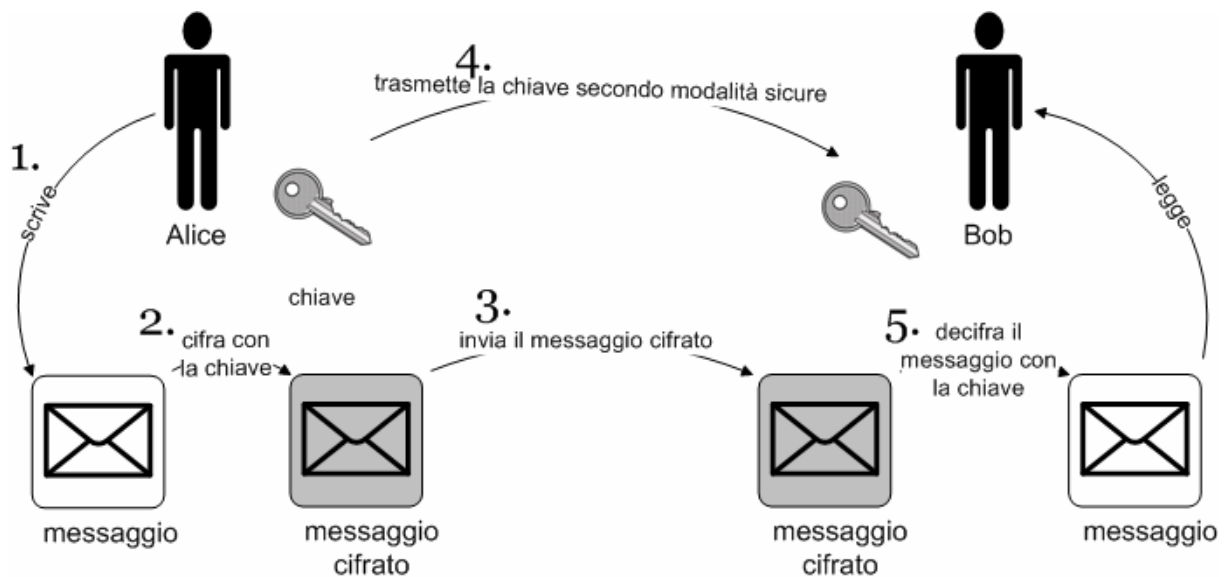 4.
trasmette la chiave secondo modalità sicure
1.
scrive
Alice
Bob
legge
chiave
2.
cifra con
la chiave
3.
invia il messaggio cifrato
5.
decifra il
messaggio con
la chiave
messaggio
messaggio
cifrato
messaggio
cifrato
messaggio